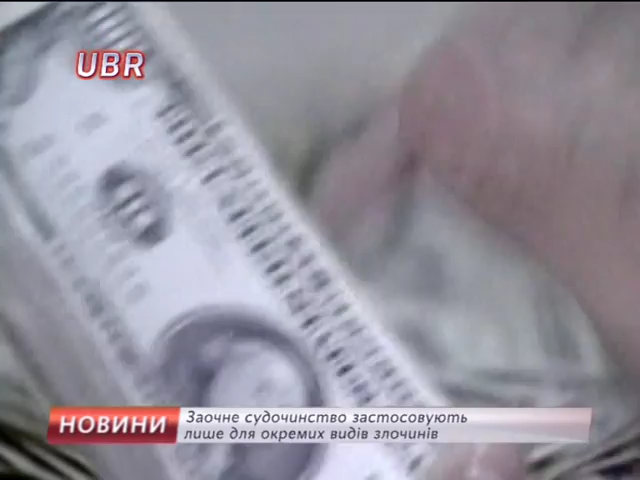 UBR
НОВИНИ
Заочне судочинство застосовують
лише для окремих видів злочинів